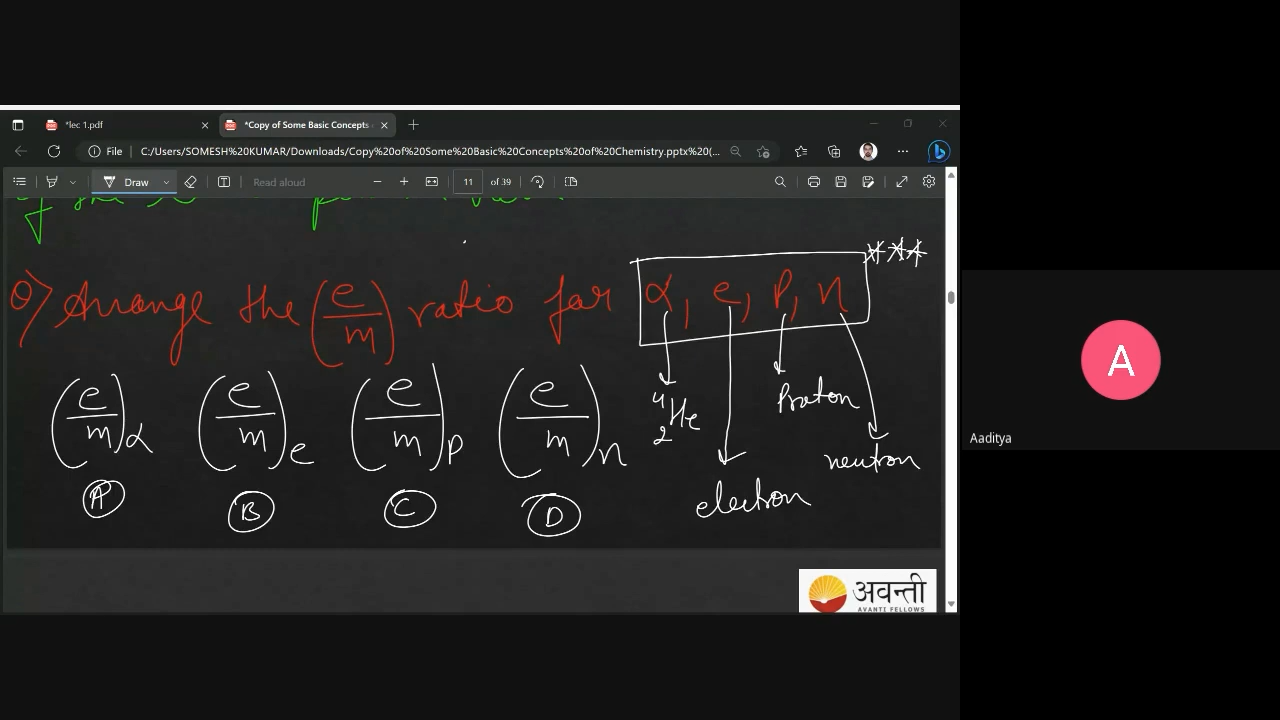 *lec 1.pdf
*Copy of Some Basic Concepts
File
C:/Users/SOMESH%20KUMAR/Downloads/Copy%20of%20Some%20Basic%20Concepts%20of%20Chemistry.pptx%20(...
Draw
Read aloud
11 of 39
of the
Q) Arrange the (e/m) ratio for α, e, p, n ***
(e/m)α (e/m)e (e/m)p (e/m)n
A B C D
⁴₂He
electron
Proton
neutron
अवन्ती
AVANTI FELLOWS
A
Aaditya